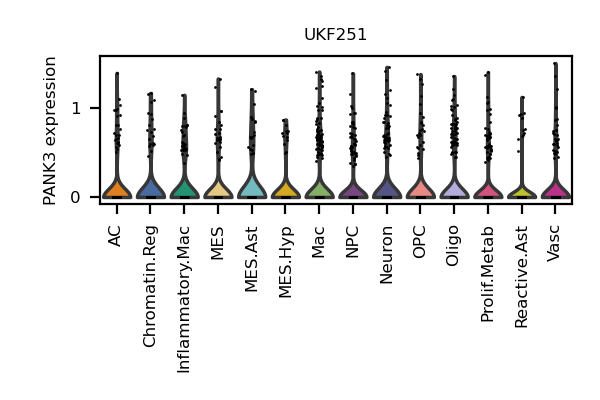 UKF251
PANK3 expression
1
0
AC
Chromatin.Reg
Inflammatory.Mac
MES
MES.Ast
MES.Hyp
Mac
NPC
Neuron
OPC
Oligo
Prolif.Metab
Reactive.Ast
Vasc